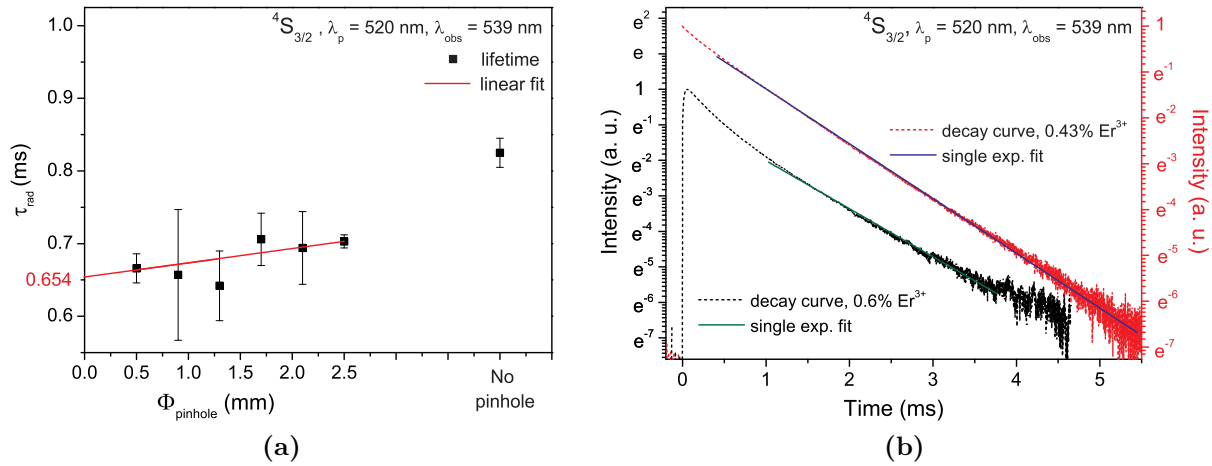 ⁴S₃/₂ , λₚ = 520 nm, λ_obs = 539 nm
lifetime
linear fit
τ_rad (ms)
1.0
0.9
0.8
0.7
0.654
0.6
0.0
0.5
1.0
1.5
2.0
2.5
No
pinhole
Φ_pinhole (mm)
(a)
⁴S₃/₂, λₚ = 520 nm, λ_obs = 539 nm
decay curve, 0.43% Er³⁺
single exp. fit
decay curve, 0.6% Er³⁺
single exp. fit
Intensity (a. u.)
e²
e
1
e⁻¹
e⁻²
e⁻³
e⁻⁴
e⁻⁵
e⁻⁶
e⁻⁷
Intensity (a. u.)
1
e⁻¹
e⁻²
e⁻³
e⁻⁴
e⁻⁵
e⁻⁶
e⁻⁷
0
1
2
3
4
5
Time (ms)
(b)